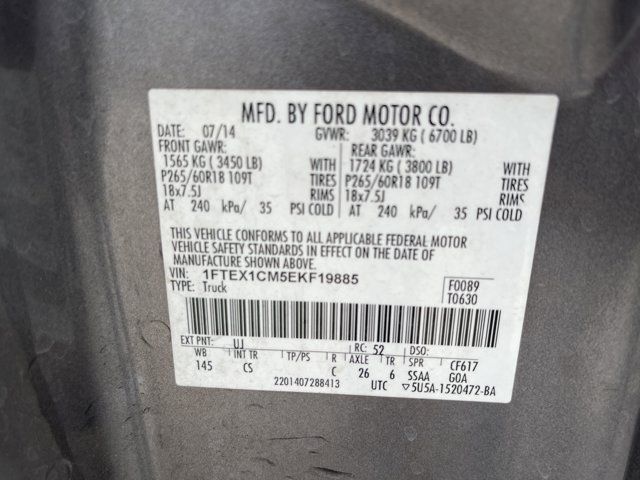 MFD. BY FORD MOTOR CO.
DATE: 07/14 GVWR: 3039 KG ( 6700 LB)
FRONT GAWR: REAR GAWR:
1565 KG ( 3450 LB) WITH 1724 KG ( 3800 LB) WITH
P265/60R18 109T TIRES P265/60R18 109T TIRES
18x7.5J RIMS 18x7.5J RIMS
AT 240 kPa/ 35 PSI COLD AT 240 kPa/ 35 PSI COLD
THIS VEHICLE CONFORMS TO ALL APPLICABLE FEDERAL MOTOR
VEHICLE SAFETY STANDARDS IN EFFECT ON THE DATE OF
MANUFACTURE SHOWN ABOVE.
VIN: 1FTEX1CM5EKF19885 F0089
TYPE: Truck T0630
EXT PNT: UJ RC: 52 DSO:
WB INT TR TP/PS R AXLE TR SPR CF617
145 CS C 26 6 SSAA GOA
2201407288413 UTC ▽5U5A-1520472-BA